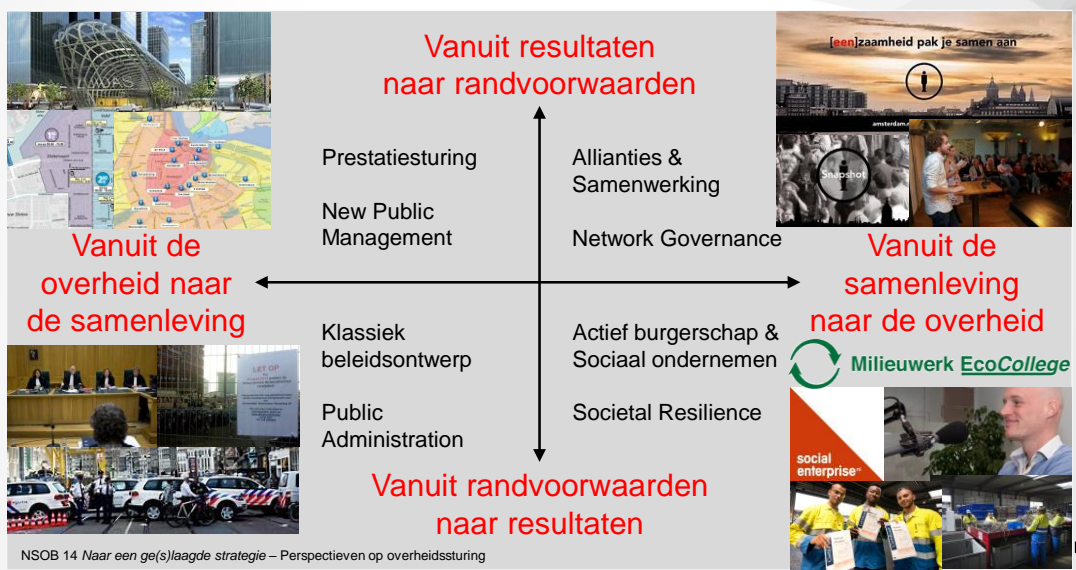 Vanuit resultaten
naar randvoorwaarden
[een]zaamheid pak je samen aan
Snapshot
Prestatiesturing
New Public
Management
Allianties &
Samenwerking
Network Governance
Vanuit de
overheid naar
de samenleving
Vanuit de
samenleving
naar de overheid
Klassiek
beleidsontwerp
Public
Administration
Actief burgerschap &
Sociaal ondernemen
Societal Resilience
Milieuwerk EcoCollege
LET OP
social
enterprise
Vanuit randvoorwaarden
naar resultaten
NSOB 14 Naar een ge(s)laagde strategie – Perspectieven op overheidssturing